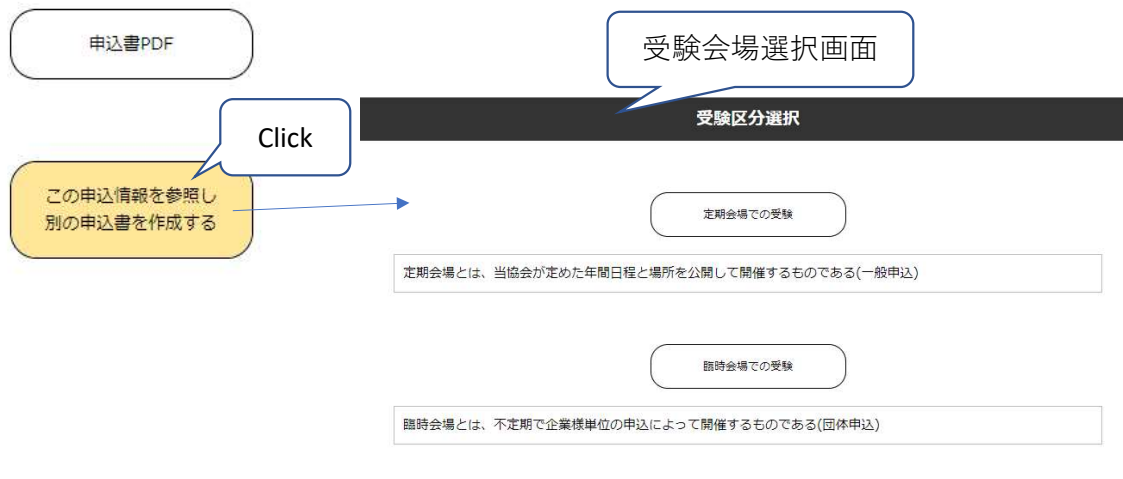 申込書PDF
Click
この申込情報を参照し
別の申込書を作成する
受験会場選択画面
受験区分選択
定期会場での受験
定期会場とは、当協会が定めた年間日程と場所を公開して開催するものである(一般申込)
臨時会場での受験
臨時会場とは、不定期で企業様単位の申込によって開催するものである(団体申込)